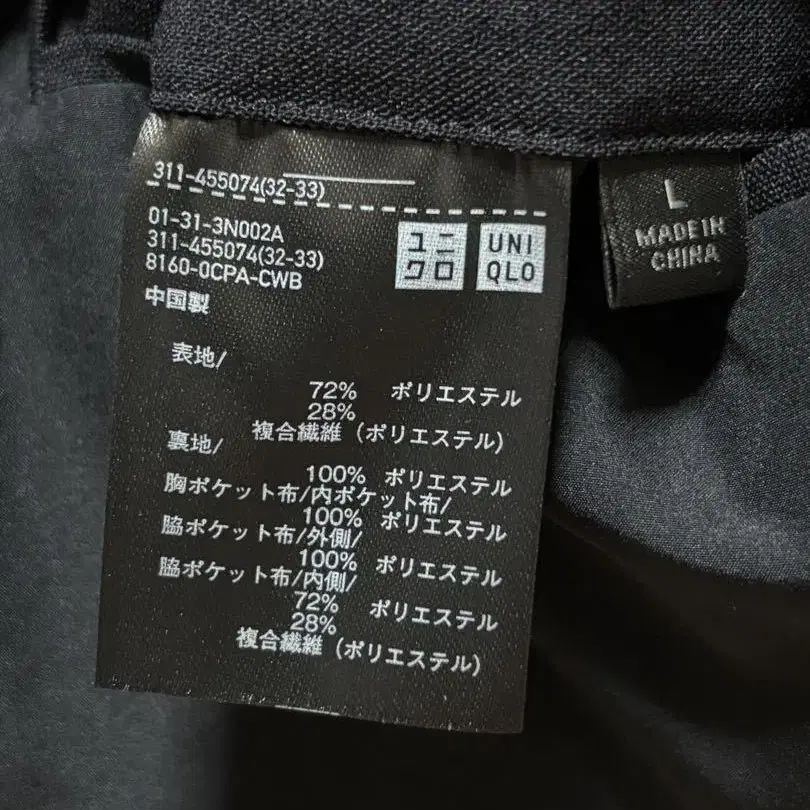 311-455074(32-33)
01-31-3N002A
311-455074(32-33)
8160-0CPA-CWB
中国製
ユニ
クロ
UNI
QLO
L
MADE IN
CHINA
表地/
72% ポリエステル
28%
複合繊維 (ポリエステル)
裏地/
100% ポリエステル
胸ポケット布/内ポケット布/
100% ポリエステル
脇ポケット布/外側/
100% ポリエステル
脇ポケット布/内側/
72% ポリエステル
28%
複合繊維 (ポリエステル)